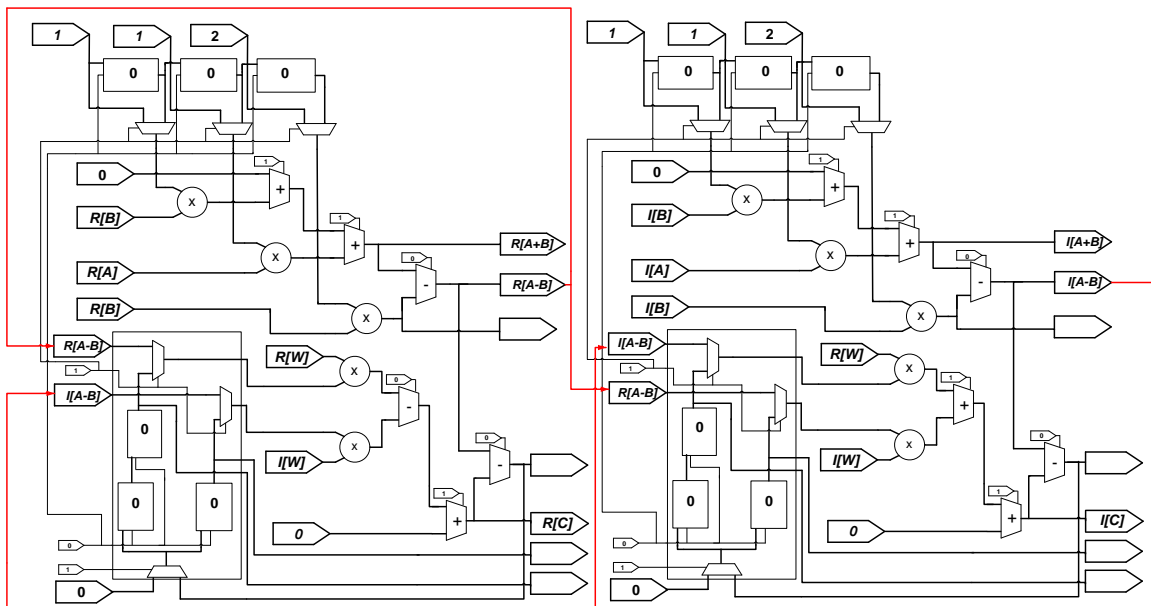 1 1 2 1 1 2
0 0 0 0 0 0
1 1
0 + 0 +
R[B] x I[B] x
1 1
+ R[A+B] + I[A+B]
R[A] x 0 I[A] x 0
- R[A-B] - I[A-B]
R[B] x I[B] x
R[A-B] R[W] I[A-B] R[W]
1 x 0 1 x 1
I[A-B] - R[A-B] +
0 0
0 x 0 x
I[W] - I[W] -
0 0 1 0 0 1
0 + R[C] 0 + I[C]
0 0
1 1
0 0